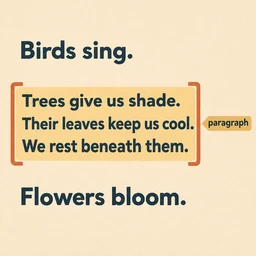 Birds sing.
Trees give us shade.
Their leaves keep us cool.
paragraph
We rest beneath them.
Flowers bloom.